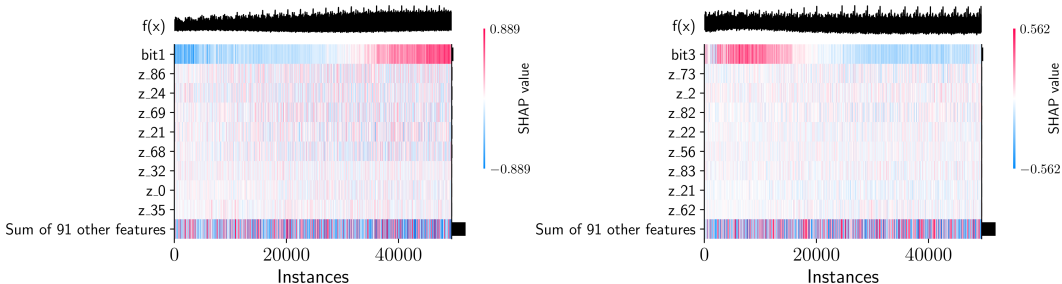 f(x)
bit1
z_86
z_24
z_69
z_21
z_68
z_32
z_0
z_35
Sum of 91 other features
0 20000 40000
Instances
0.889
SHAP value
−0.889
f(x)
bit3
z_73
z_2
z_82
z_22
z_56
z_83
z_21
z_62
Sum of 91 other features
0 20000 40000
Instances
0.562
SHAP value
−0.562